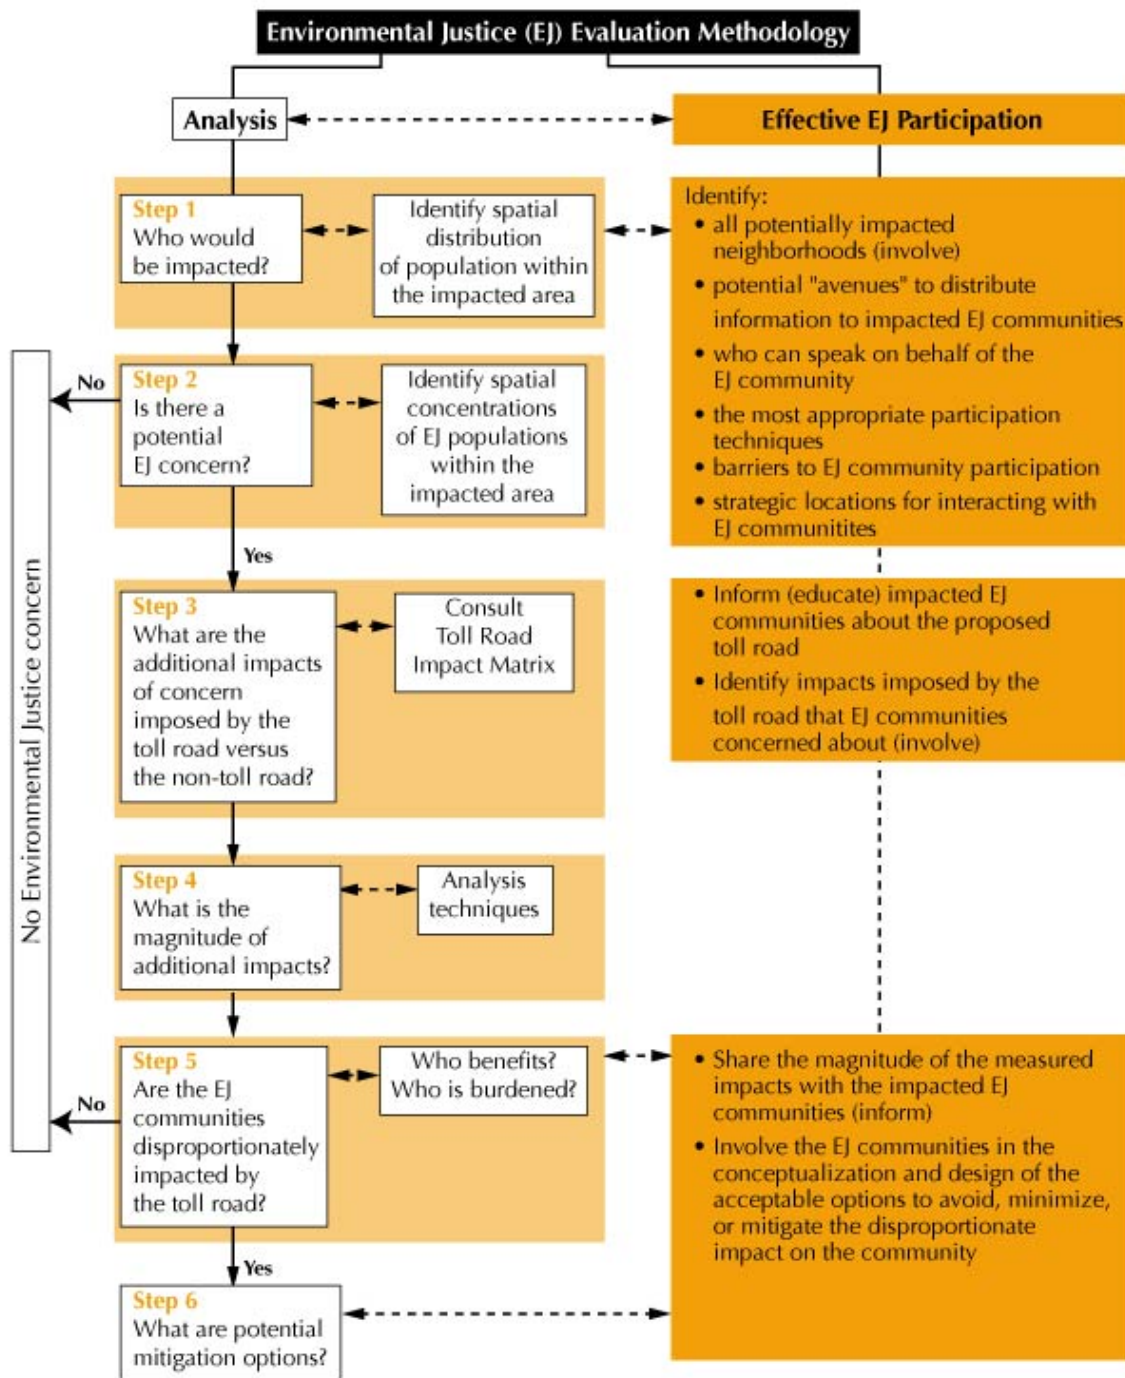 Environmental Justice (EJ) Evaluation Methodology
Analysis
Effective EJ Participation
Step 1
Who would
be impacted?
Identify spatial
distribution
of population within
the impacted area
Identify:
• all potentially impacted
neighborhoods (involve)
• potential "avenues" to distribute
information to impacted EJ communities
• who can speak on behalf of the
EJ community
• the most appropriate participation
techniques
• barriers to EJ community participation
• strategic locations for interacting with
EJ communitites
No
Step 2
Is there a
potential
EJ concern?
Identify spatial
concentrations
of EJ populations
within the
impacted area
Yes
No Environmental Justice concern
Step 3
What are the
additional impacts
of concern
imposed by the
toll road versus
the non-toll road?
Consult
Toll Road
Impact Matrix
• Inform (educate) impacted EJ
communities about the proposed
toll road
• Identify impacts imposed by the
toll road that EJ communities
concerned about (involve)
Step 4
What is the
magnitude of
additional impacts?
Analysis
techniques
No
Step 5
Are the EJ
communities
disproportionately
impacted by
the toll road?
Who benefits?
Who is burdened?
• Share the magnitude of the measured
impacts with the impacted EJ
communities (inform)
• Involve the EJ communities in the
conceptualization and design of the
acceptable options to avoid, minimize,
or mitigate the disproportionate
impact on the community
Yes
Step 6
What are potential
mitigation options?